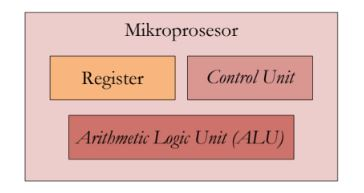 Mikroprosesor
Register
Control Unit
Arithmetic Logic Unit (ALU)